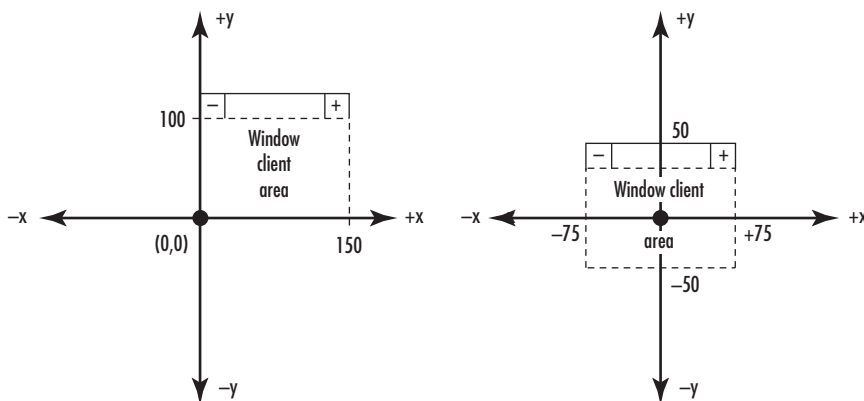 +y
– +
100
Window
client
area
–x +x
(0,0)
150
–y
+y
50
– +
Window client
–x +x
–75 area +75
–50
–y